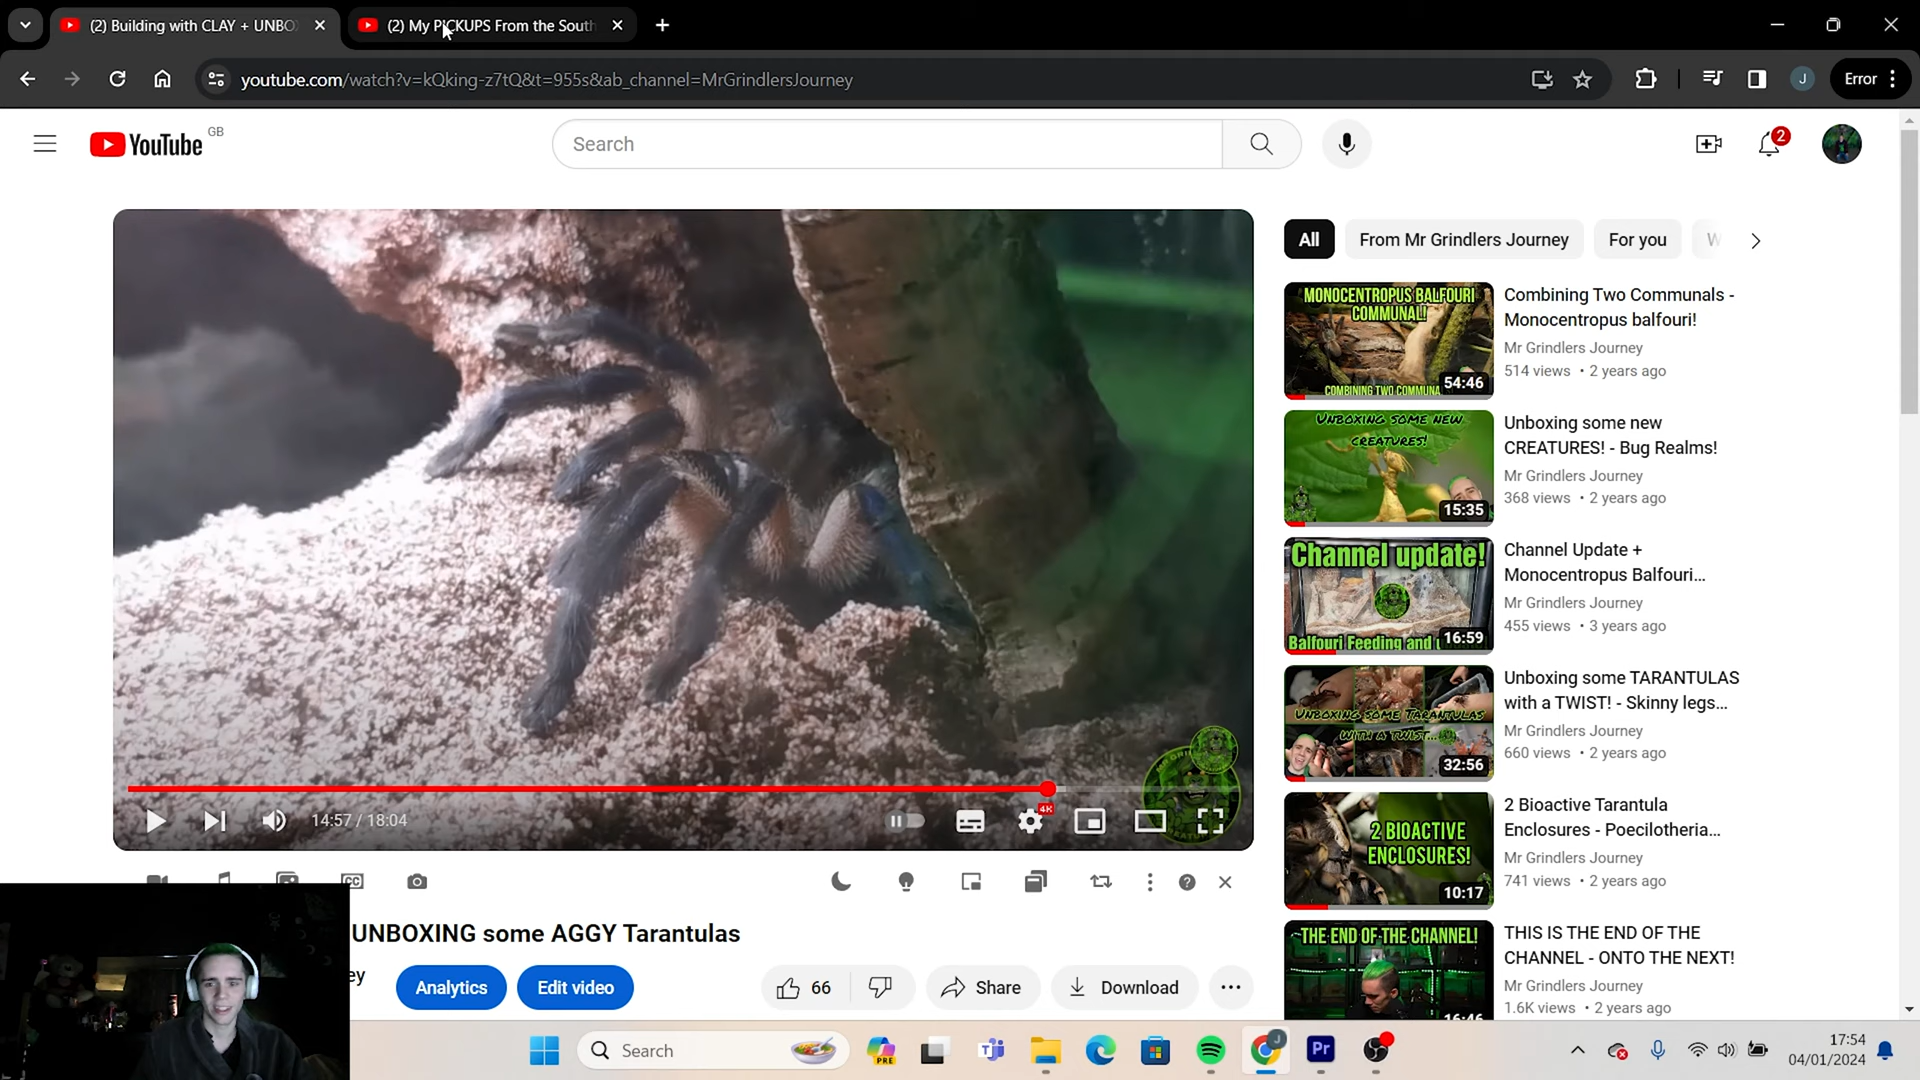 (2) Building with CLAY + UNBO
(2) My PICKUPS From the South
youtube.com/watch?v=kQking-z7tQ&t=955s&ab_channel=MrGrindlersJourney
J
Error
YouTube GB
Search
2
All
From Mr Grindlers Journey
For you
W
MONOCENTROPUS BALFOURI
COMMUNAL!
COMBINING TWO COMMUNA
54:46
Combining Two Communals -
Monocentropus balfouri!
Mr Grindlers Journey
514 views • 2 years ago
UNBOXING SOME NEW
CREATURES!
15:35
Unboxing some new
CREATURES! - Bug Realms!
Mr Grindlers Journey
368 views • 2 years ago
Channel update!
Balfouri Feeding and
16:59
Channel Update +
Monocentropus Balfouri...
Mr Grindlers Journey
455 views • 3 years ago
UNBOXING SOME TARANTULAS
WITH A TWIST...
32:56
Unboxing some TARANTULAS
with a TWIST! - Skinny legs...
Mr Grindlers Journey
660 views • 2 years ago
2 BIOACTIVE
ENCLOSURES!
10:17
2 Bioactive Tarantula
Enclosures - Poecilotheria...
Mr Grindlers Journey
741 views • 2 years ago
THE END OF THE CHANNEL!
16:46
THIS IS THE END OF THE
CHANNEL - ONTO THE NEXT!
Mr Grindlers Journey
1.6K views • 2 years ago
14:57 / 18:04
4K
CC
UNBOXING some AGGY Tarantulas
ey
Analytics
Edit video
66
Share
Download
Search
PRE
J
Pr
17:54
04/01/2024